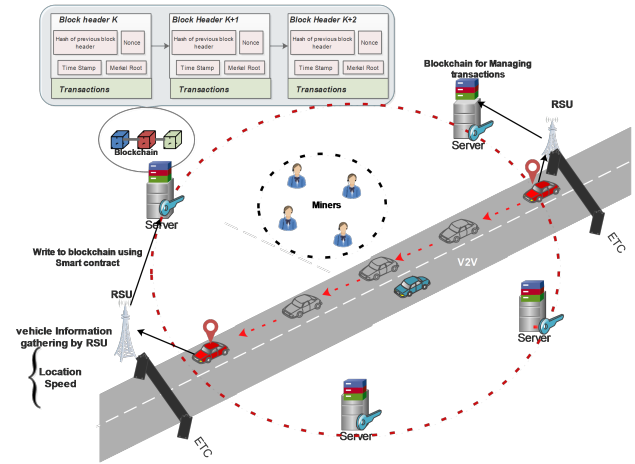 Block header K
Block Header K+1
Block Header K+2
Hash of previous block
header
Nonce
Hash of previous block
header
Nonce
Hash of previous block
header
Nonce
Time Stamp
Merkel Root
Time Stamp
Merkel Root
Time Stamp
Merkel Root
Transactions
Transactions
Transactions
Blockchain for Managing
transactions
RSU
Blockchain
Server
Server
Miners
ETC
Write to blockchain using
Smart contract
V2V
RSU
vehicle Information
gathering by RSU
Server
Location
Speed
ETC
Server